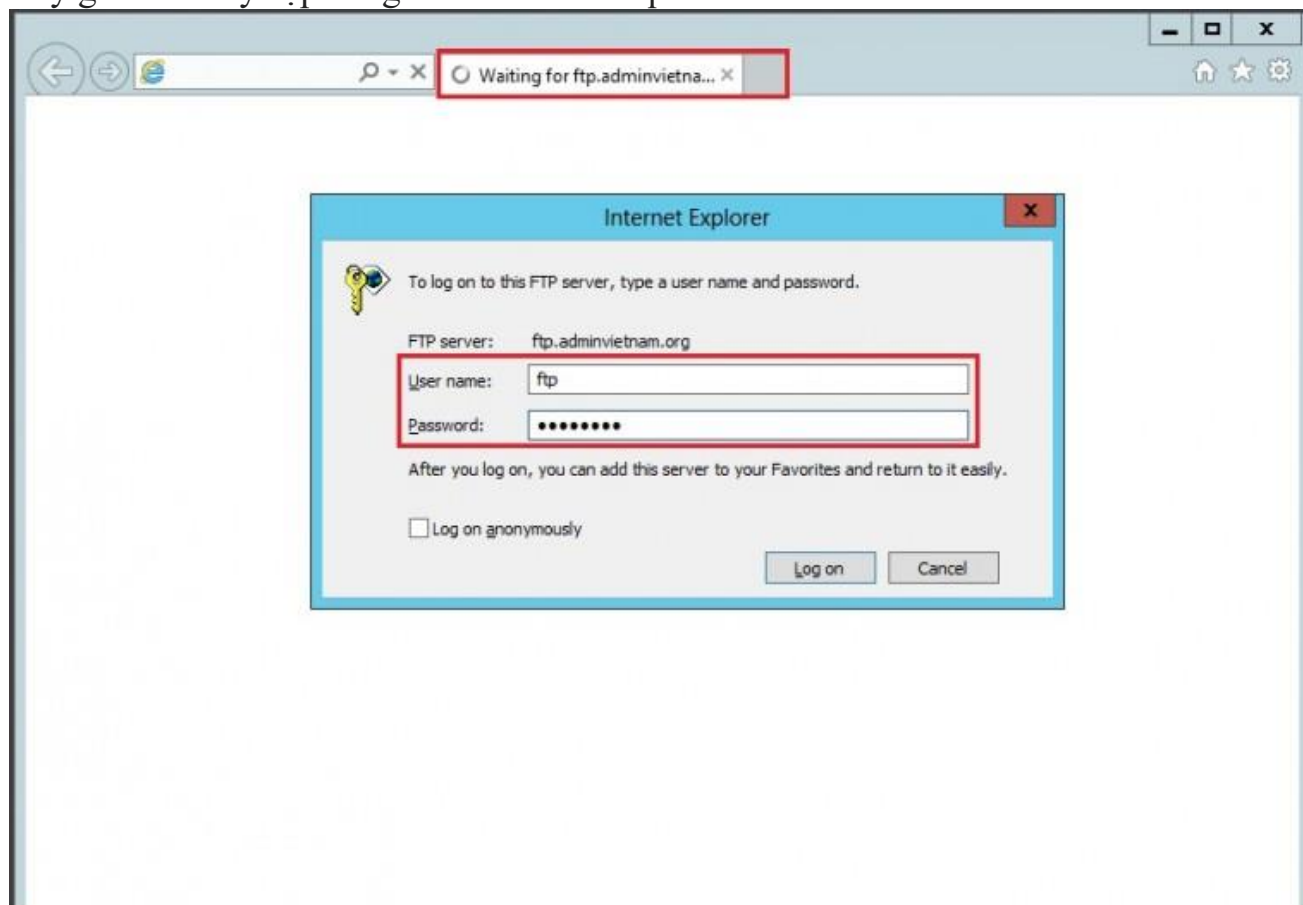 Waiting for ftp.adminvietna...
Internet Explorer
To log on to this FTP server, type a user name and password.
FTP server: ftp.adminvietnam.org
User name: ftp
Password: ••••••••
After you log on, you can add this server to your Favorites and return to it easily.
Log on anonymously
Log on Cancel